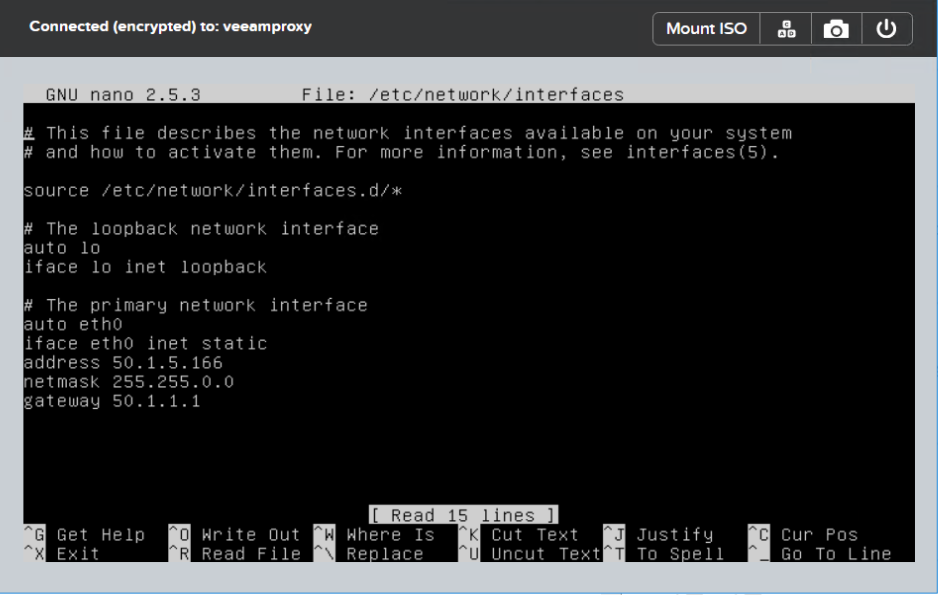 Connected (encrypted) to: veeamproxy
Mount ISO
GNU nano 2.5.3 File: /etc/network/interfaces
# This file describes the network interfaces available on your system
# and how to activate them. For more information, see interfaces(5).
source /etc/network/interfaces.d/*
# The loopback network interface
auto lo
iface lo inet loopback
# The primary network interface
auto eth0
iface eth0 inet static
address 50.1.5.166
netmask 255.255.0.0
gateway 50.1.1.1
[ Read 15 lines ]
^G Get Help ^O Write Out ^W Where Is ^K Cut Text ^J Justify ^C Cur Pos
^X Exit ^R Read File ^\ Replace ^U Uncut Text ^T To Spell ^_ Go To Line